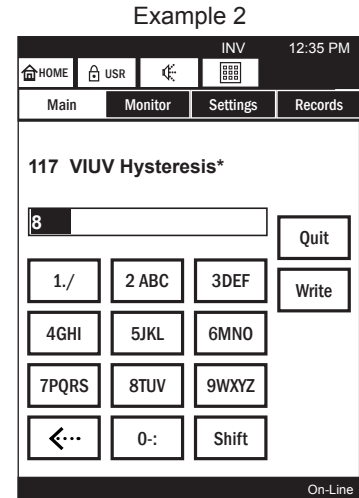 Example 2
INV 12:35 PM
HOME USR
Main Monitor Settings Records
117 VIUV Hysteresis*
8
Quit
1./ 2 ABC 3DEF
Write
4GHI 5JKL 6MNO
7PQRS 8TUV 9WXYZ
0-: Shift
On-Line